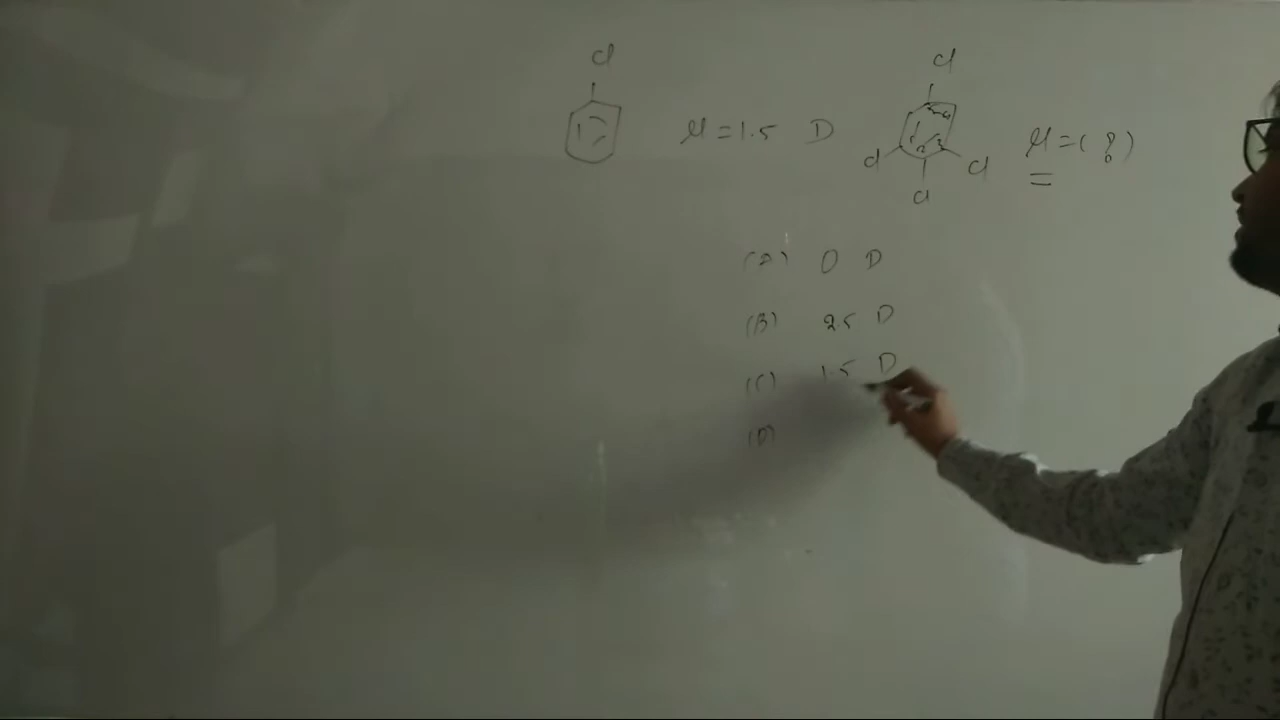 Cl
Cl
μ = 1.5 D
μ = (?)
Cl
Cl
Cl
(A) 0 D
(B) 2.5 D
(C) 1.5 D
(D)